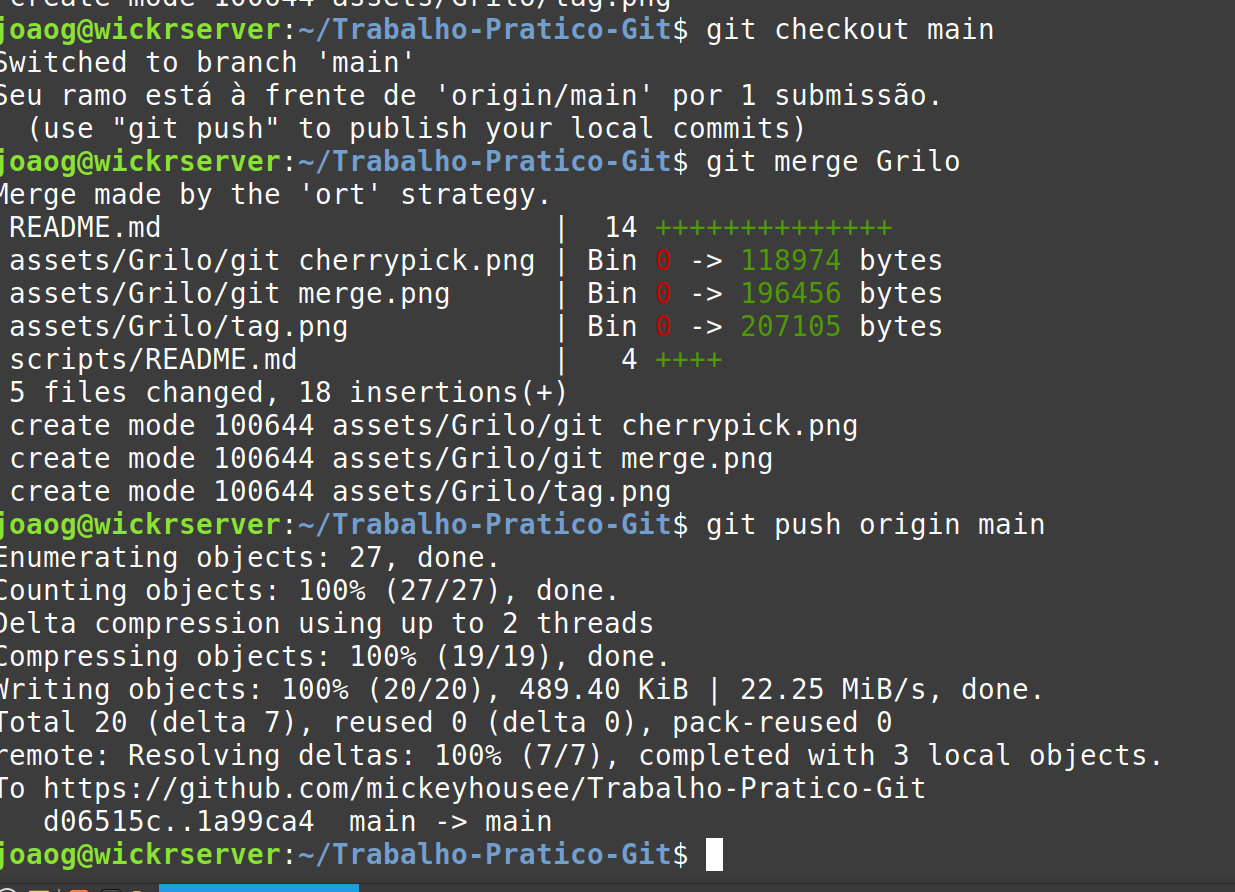 create mode 100644 assets/Grilo/tag.png
joaog@wickrserver:~/Trabalho-Pratico-Git$ git checkout main
Switched to branch 'main'
Seu ramo está à frente de 'origin/main' por 1 submissão.
  (use "git push" to publish your local commits)
joaog@wickrserver:~/Trabalho-Pratico-Git$ git merge Grilo
Merge made by the 'ort' strategy.
 README.md                       |  14 ++++++++++++++
 assets/Grilo/git cherrypick.png | Bin 0 -> 118974 bytes
 assets/Grilo/git merge.png      | Bin 0 -> 196456 bytes
 assets/Grilo/tag.png            | Bin 0 -> 207105 bytes
 scripts/README.md               |   4 ++++
 5 files changed, 18 insertions(+)
 create mode 100644 assets/Grilo/git cherrypick.png
 create mode 100644 assets/Grilo/git merge.png
 create mode 100644 assets/Grilo/tag.png
joaog@wickrserver:~/Trabalho-Pratico-Git$ git push origin main
Enumerating objects: 27, done.
Counting objects: 100% (27/27), done.
Delta compression using up to 2 threads
Compressing objects: 100% (19/19), done.
Writing objects: 100% (20/20), 489.40 KiB | 22.25 MiB/s, done.
Total 20 (delta 7), reused 0 (delta 0), pack-reused 0
remote: Resolving deltas: 100% (7/7), completed with 3 local objects.
To https://github.com/mickeyhousee/Trabalho-Pratico-Git
   d06515c..1a99ca4  main -> main
joaog@wickrserver:~/Trabalho-Pratico-Git$